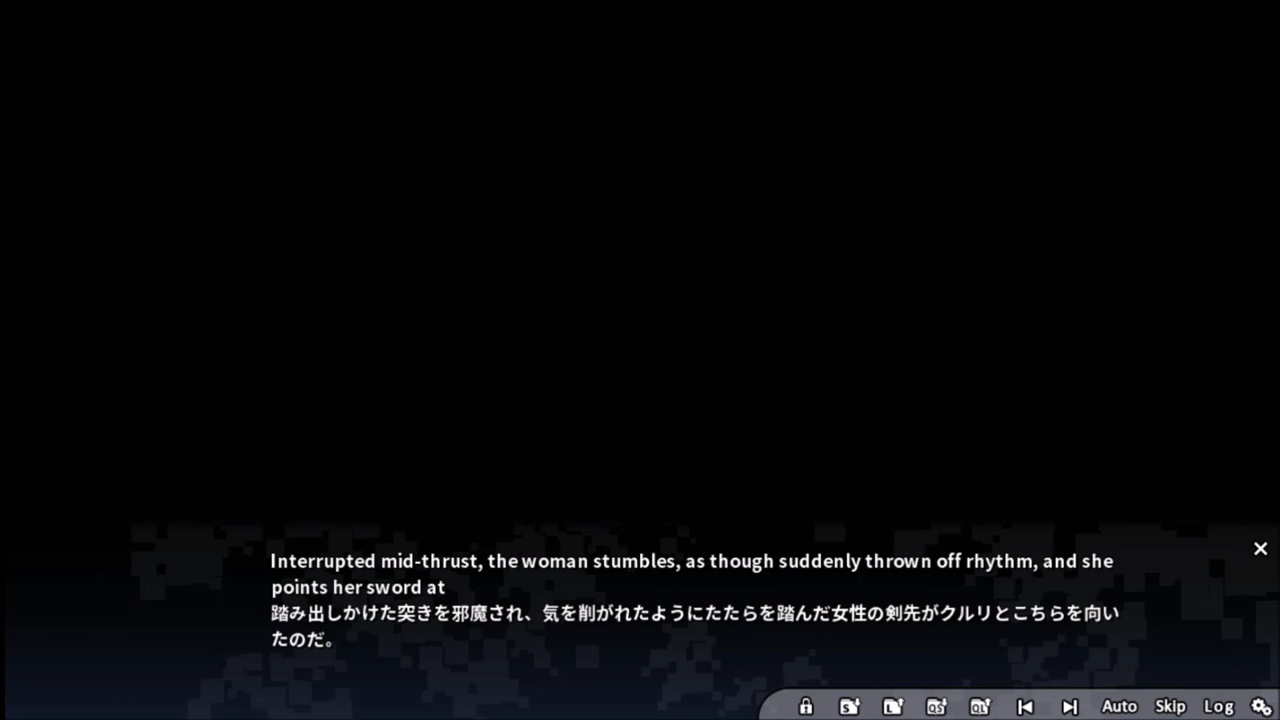 Interrupted mid-thrust, the woman stumbles, as though suddenly thrown off rhythm, and she
points her sword at
踏み出しかけた突きを邪魔され、気を削がれたようにたたらを踏んだ女性の剣先がクルリとこちらを向い
たのだ。
S L QS QL Auto Skip Log